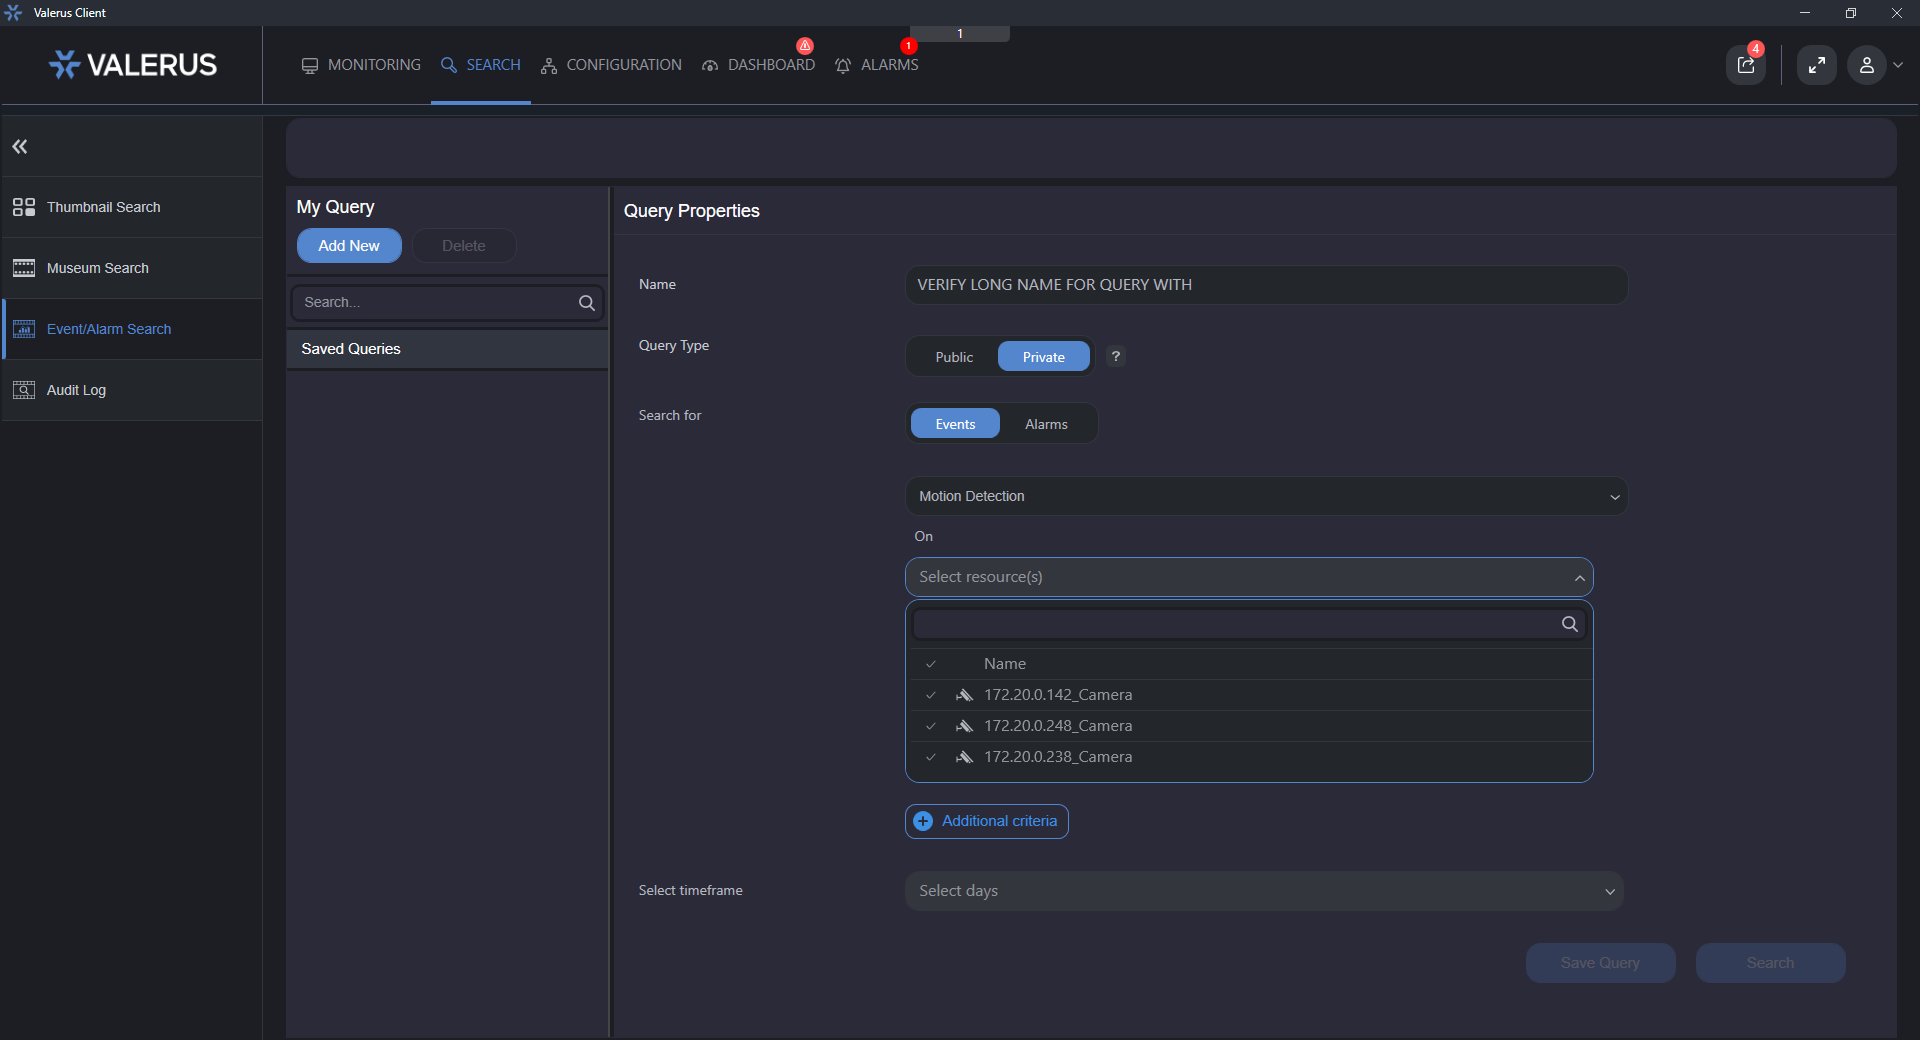 Valerus Client
1
VALERUS
MONITORING
SEARCH
CONFIGURATION
DASHBOARD
ALARMS
1
4
Thumbnail Search
Museum Search
Event/Alarm Search
Audit Log
My Query
Add New
Delete
Search...
Saved Queries
Query Properties
Name
VERIFY LONG NAME FOR QUERY WITH
Query Type
Public
Private
?
Search for
Events
Alarms
Motion Detection
On
Select resource(s)
Name
172.20.0.142_Camera
172.20.0.248_Camera
172.20.0.238_Camera
Additional criteria
Select timeframe
Select days
Save Query
Search